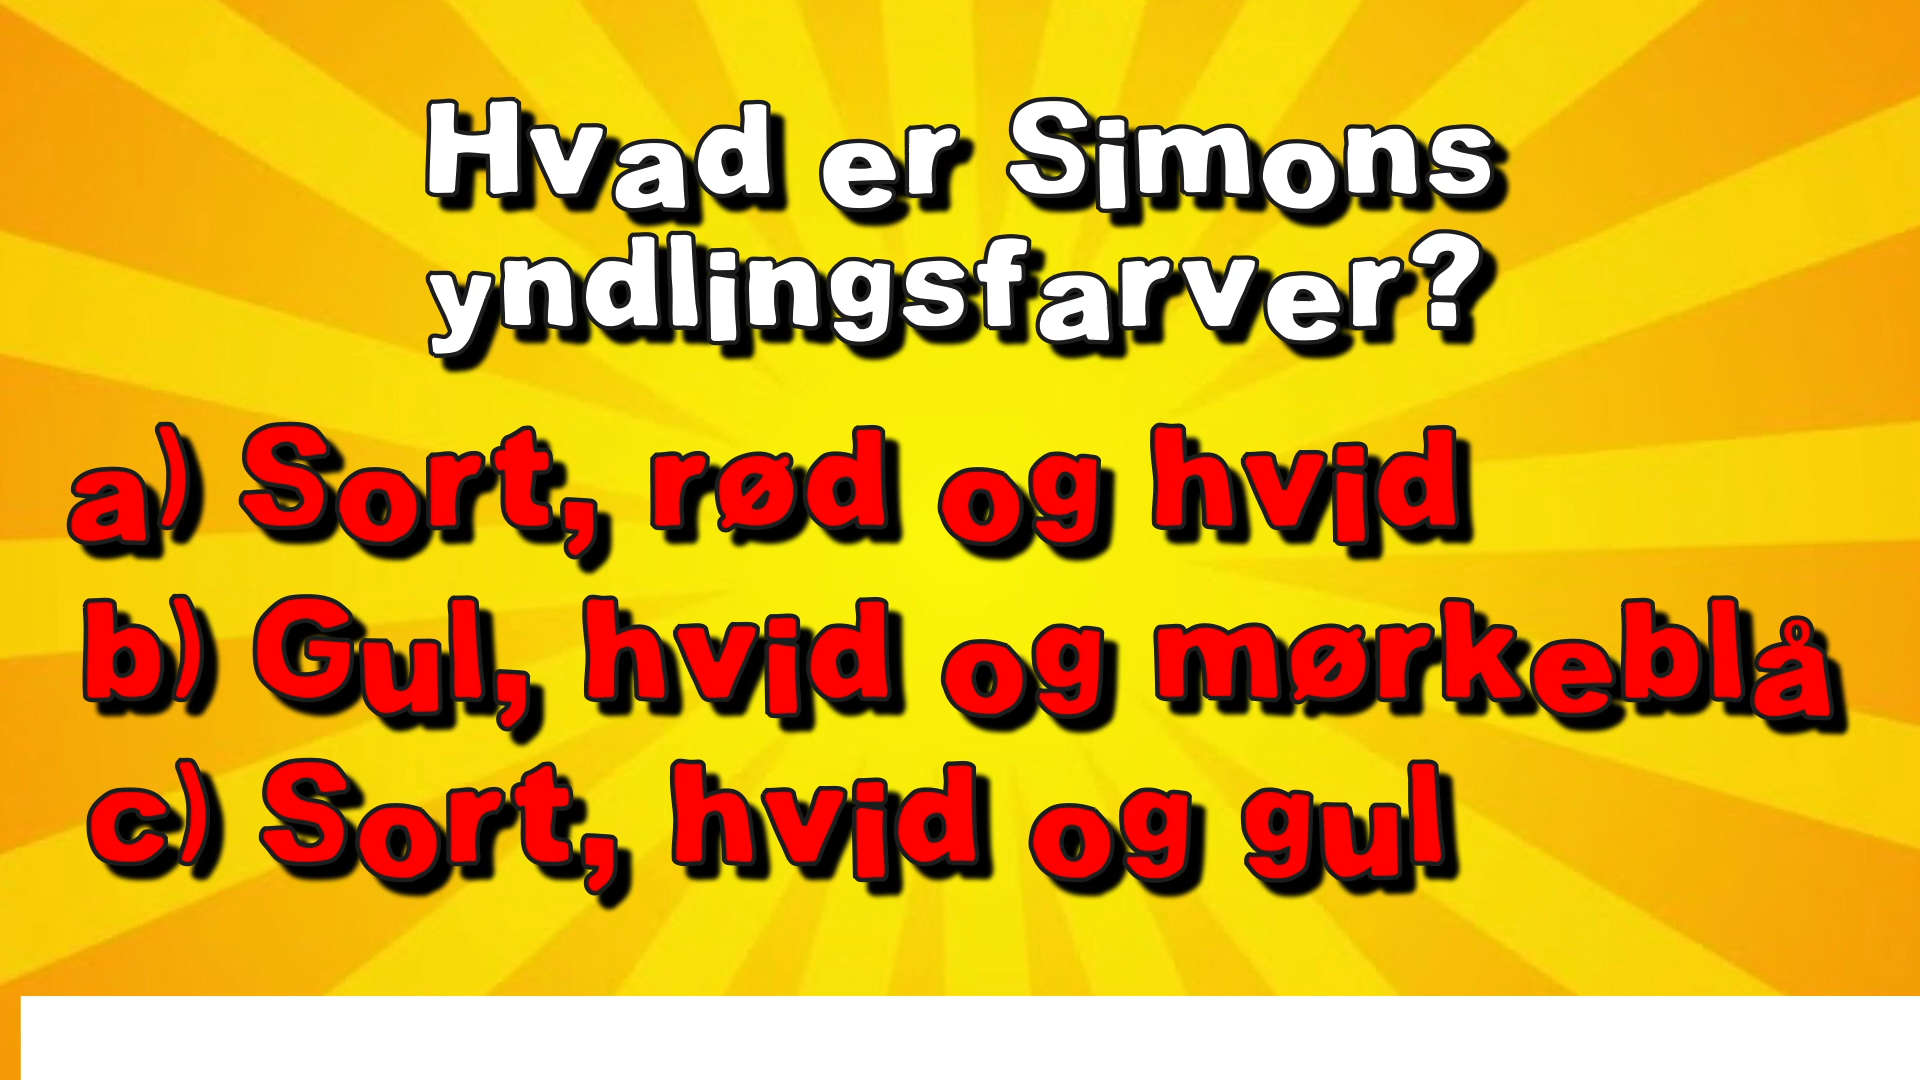 Hvad er Simons
yndlingsfarver?
a) Sort, rød og hvid
b) Gul, hvid og mørkeblå
c) Sort, hvid og gul